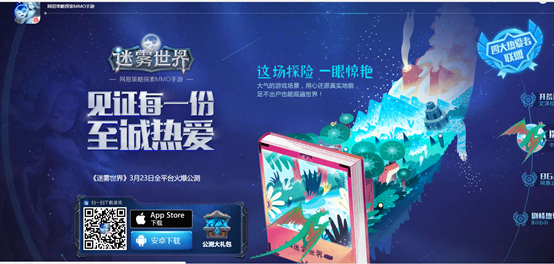 网易策略探索MMO手游
迷雾世界
网易策略探索MMO手游
见证每一份
至诚热爱
《迷雾世界》3月23日全平台火爆公测
扫一扫下载游戏
App Store
下载
安卓下载
公测大礼包
这场探险 一眼惊艳
大气的游戏场景，用心还原真实地貌，
足不出户也能观遍世界！
四大热爱者
联盟
迷雾世界
Bilibili